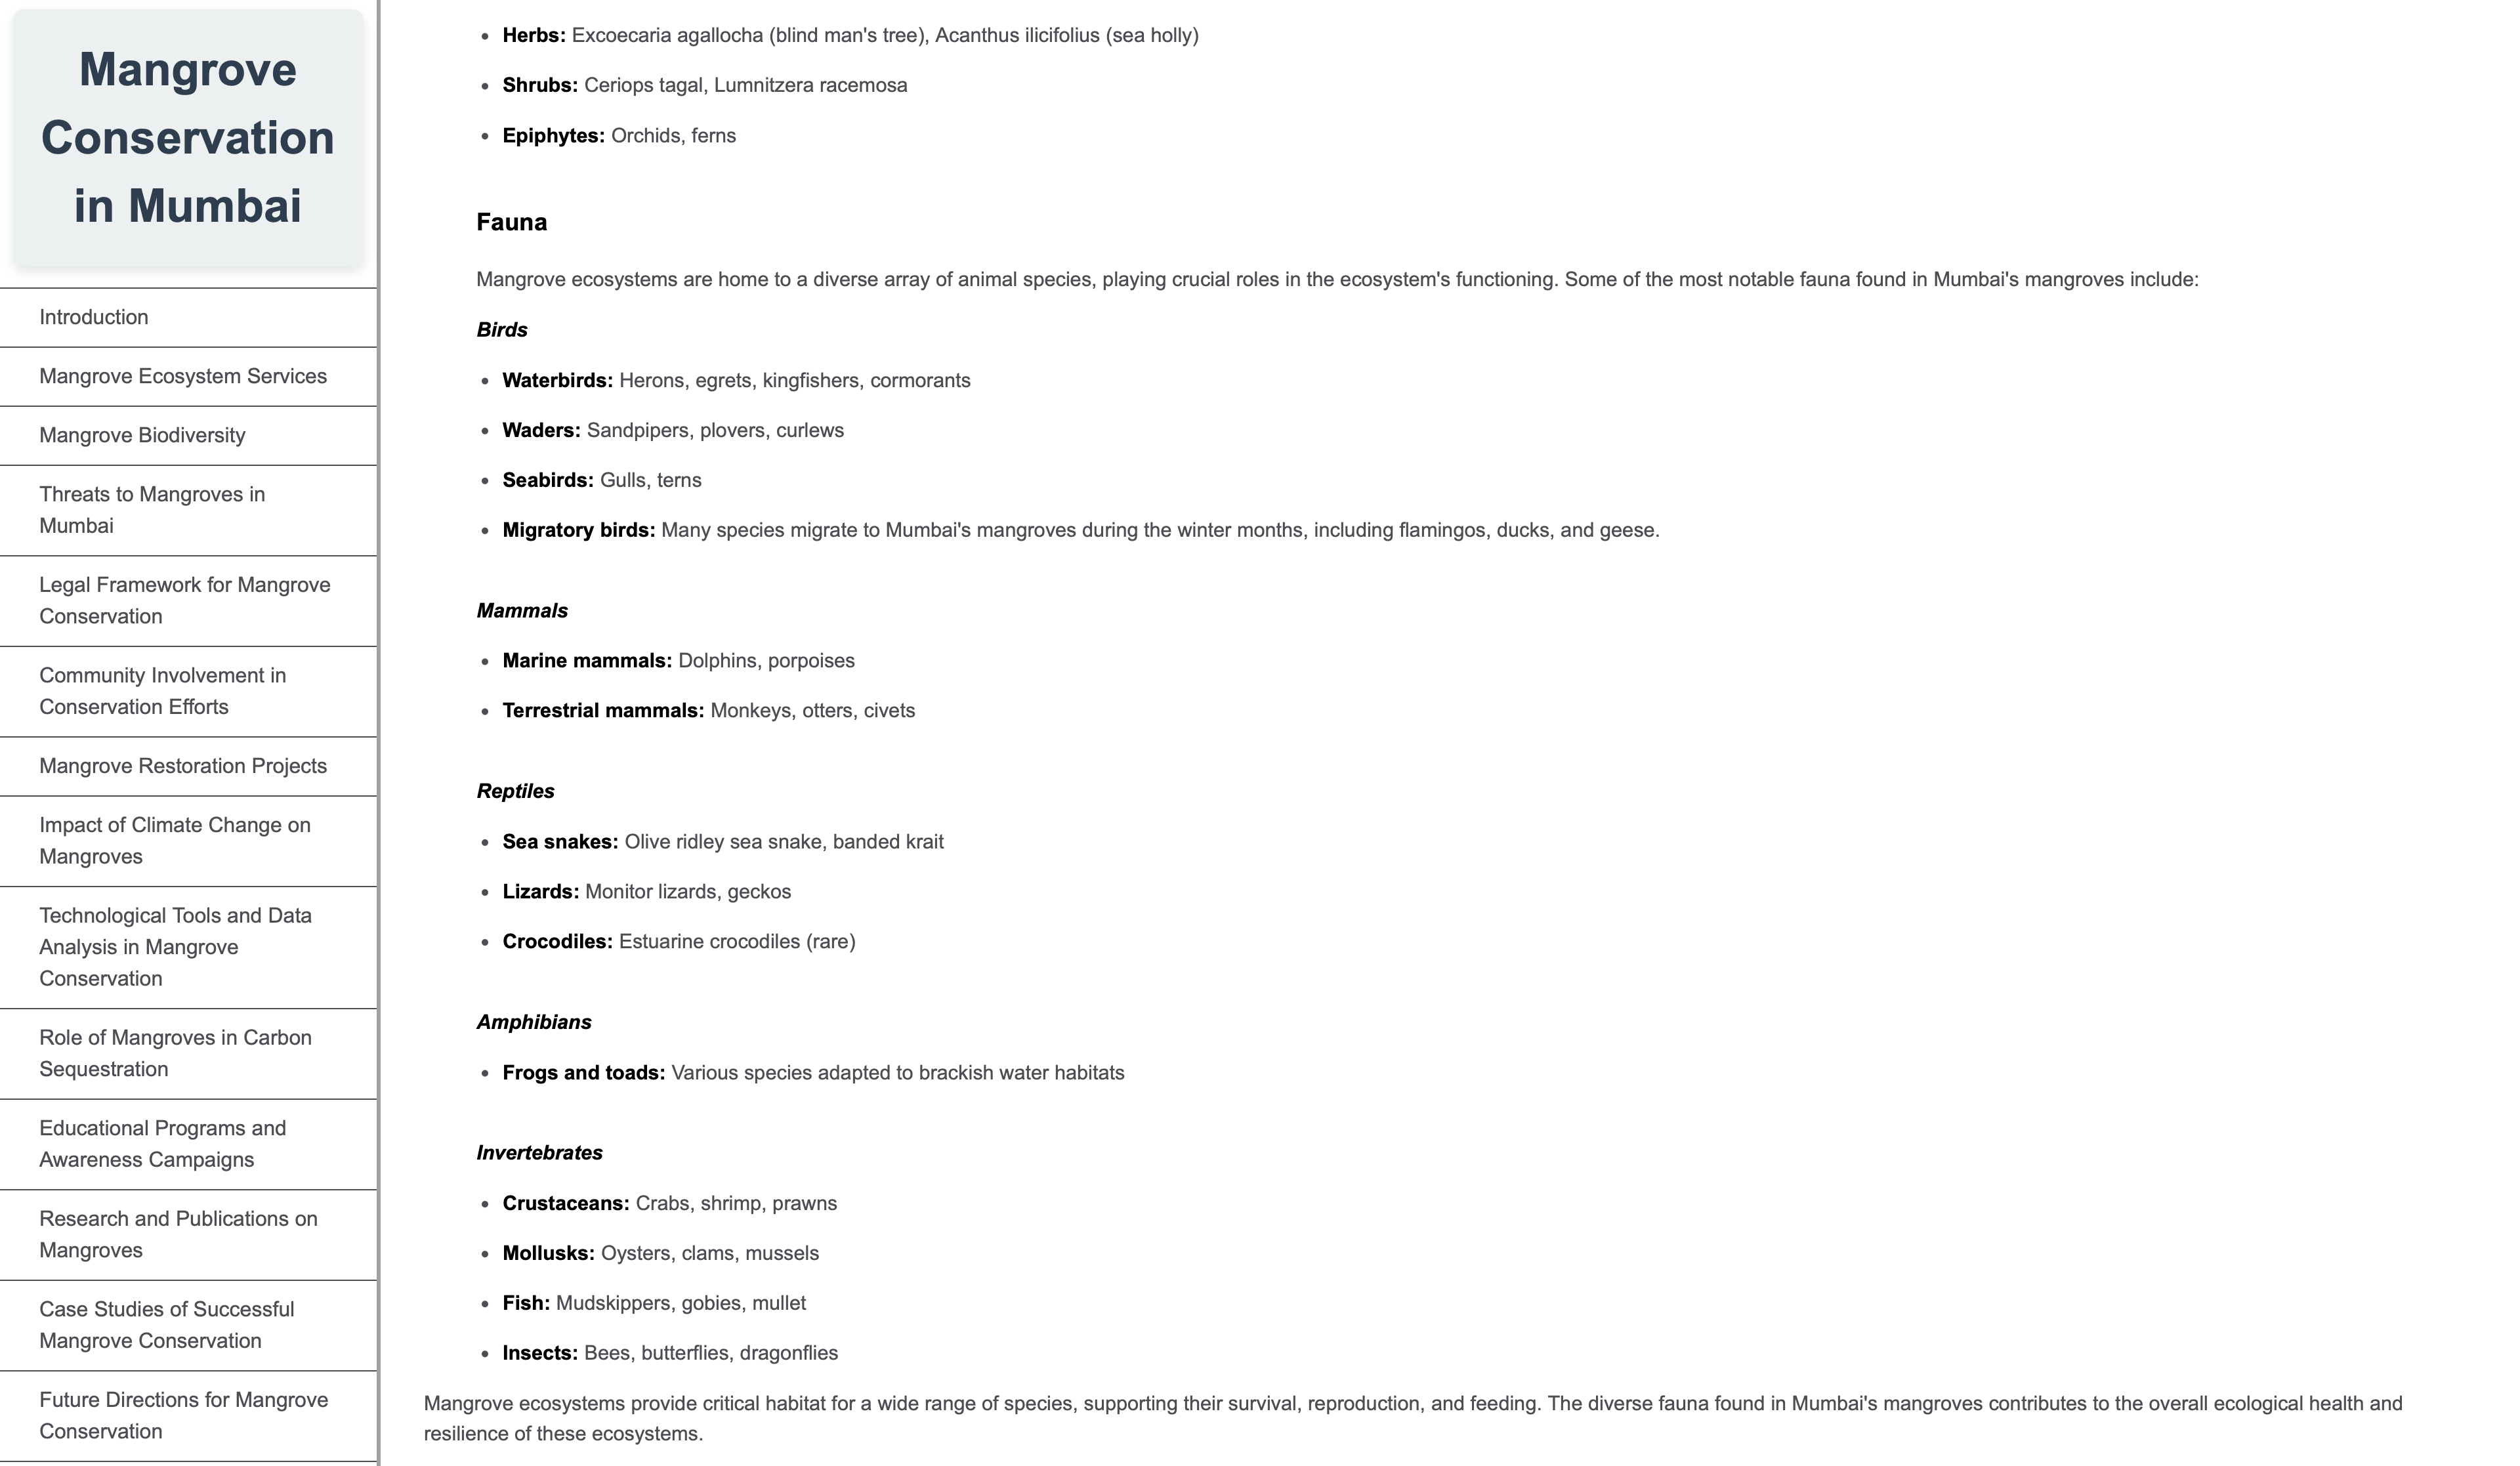 Mangrove
Conservation
in Mumbai
Introduction
Mangrove Ecosystem Services
Mangrove Biodiversity
Threats to Mangroves in
Mumbai
Legal Framework for Mangrove
Conservation
Community Involvement in
Conservation Efforts
Mangrove Restoration Projects
Impact of Climate Change on
Mangroves
Technological Tools and Data
Analysis in Mangrove
Conservation
Role of Mangroves in Carbon
Sequestration
Educational Programs and
Awareness Campaigns
Research and Publications on
Mangroves
Case Studies of Successful
Mangrove Conservation
Future Directions for Mangrove
Conservation
• Herbs: Excoecaria agallocha (blind man's tree), Acanthus ilicifolius (sea holly)
• Shrubs: Ceriops tagal, Lumnitzera racemosa
• Epiphytes: Orchids, ferns
Fauna
Mangrove ecosystems are home to a diverse array of animal species, playing crucial roles in the ecosystem's functioning. Some of the most notable fauna found in Mumbai's mangroves include:
Birds
• Waterbirds: Herons, egrets, kingfishers, cormorants
• Waders: Sandpipers, plovers, curlews
• Seabirds: Gulls, terns
• Migratory birds: Many species migrate to Mumbai's mangroves during the winter months, including flamingos, ducks, and geese.
Mammals
• Marine mammals: Dolphins, porpoises
• Terrestrial mammals: Monkeys, otters, civets
Reptiles
• Sea snakes: Olive ridley sea snake, banded krait
• Lizards: Monitor lizards, geckos
• Crocodiles: Estuarine crocodiles (rare)
Amphibians
• Frogs and toads: Various species adapted to brackish water habitats
Invertebrates
• Crustaceans: Crabs, shrimp, prawns
• Mollusks: Oysters, clams, mussels
• Fish: Mudskippers, gobies, mullet
• Insects: Bees, butterflies, dragonflies
Mangrove ecosystems provide critical habitat for a wide range of species, supporting their survival, reproduction, and feeding. The diverse fauna found in Mumbai's mangroves contributes to the overall ecological health and
resilience of these ecosystems.